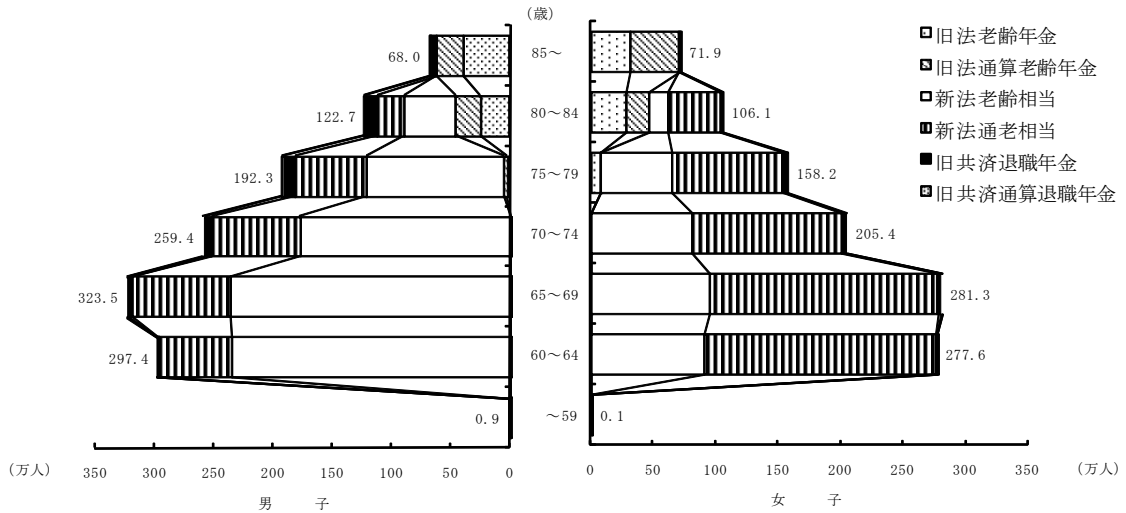 （歳）
85～
80～84
75～79
70～74
65～69
60～64
～59
68.0
122.7
192.3
259.4
323.5
297.4
0.9
71.9
106.1
158.2
205.4
281.3
277.6
0.1
旧法老齢年金
旧法通算老齢年金
新法老齢相当
新法通老相当
旧共済退職年金
旧共済通算退職年金
（万人） 350 300 250 200 150 100 50 0
男 子
0 50 100 150 200 250 300 350 （万人）
女 子